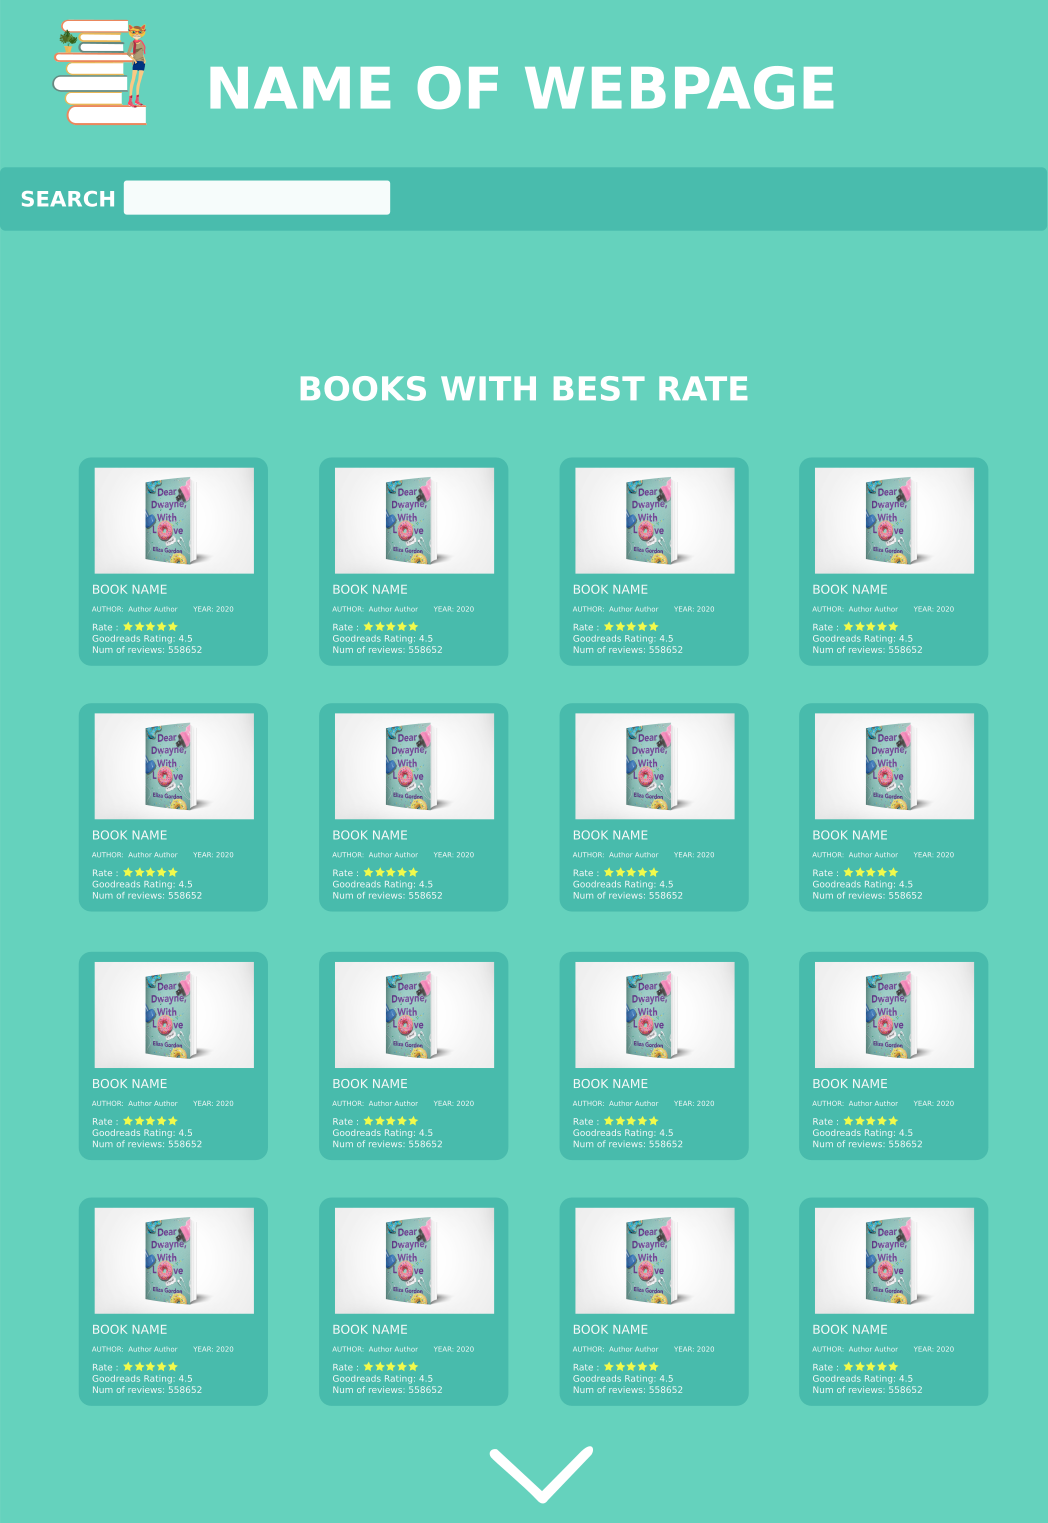 NAME OF WEBPAGE
SEARCH
BOOKS WITH BEST RATE
Dear Dwayne, With Love Eliza Gordon
Dear Dwayne, With Love Eliza Gordon
Dear Dwayne, With Love Eliza Gordon
Dear Dwayne, With Love Eliza Gordon
BOOK NAME BOOK NAME BOOK NAME BOOK NAME
AUTHOR: Author Author YEAR: 2020 AUTHOR: Author Author YEAR: 2020 AUTHOR: Author Author YEAR: 2020 AUTHOR: Author Author YEAR: 2020
Rate : Rate : Rate : Rate :
Goodreads Rating: 4.5 Goodreads Rating: 4.5 Goodreads Rating: 4.5 Goodreads Rating: 4.5
Num of reviews: 558652 Num of reviews: 558652 Num of reviews: 558652 Num of reviews: 558652
Dear Dwayne, With Love Eliza Gordon
Dear Dwayne, With Love Eliza Gordon
Dear Dwayne, With Love Eliza Gordon
Dear Dwayne, With Love Eliza Gordon
BOOK NAME BOOK NAME BOOK NAME BOOK NAME
AUTHOR: Author Author YEAR: 2020 AUTHOR: Author Author YEAR: 2020 AUTHOR: Author Author YEAR: 2020 AUTHOR: Author Author YEAR: 2020
Rate : Rate : Rate : Rate :
Goodreads Rating: 4.5 Goodreads Rating: 4.5 Goodreads Rating: 4.5 Goodreads Rating: 4.5
Num of reviews: 558652 Num of reviews: 558652 Num of reviews: 558652 Num of reviews: 558652
Dear Dwayne, With Love Eliza Gordon
Dear Dwayne, With Love Eliza Gordon
Dear Dwayne, With Love Eliza Gordon
Dear Dwayne, With Love Eliza Gordon
BOOK NAME BOOK NAME BOOK NAME BOOK NAME
AUTHOR: Author Author YEAR: 2020 AUTHOR: Author Author YEAR: 2020 AUTHOR: Author Author YEAR: 2020 AUTHOR: Author Author YEAR: 2020
Rate : Rate : Rate : Rate :
Goodreads Rating: 4.5 Goodreads Rating: 4.5 Goodreads Rating: 4.5 Goodreads Rating: 4.5
Num of reviews: 558652 Num of reviews: 558652 Num of reviews: 558652 Num of reviews: 558652
Dear Dwayne, With Love Eliza Gordon
Dear Dwayne, With Love Eliza Gordon
Dear Dwayne, With Love Eliza Gordon
Dear Dwayne, With Love Eliza Gordon
BOOK NAME BOOK NAME BOOK NAME BOOK NAME
AUTHOR: Author Author YEAR: 2020 AUTHOR: Author Author YEAR: 2020 AUTHOR: Author Author YEAR: 2020 AUTHOR: Author Author YEAR: 2020
Rate : Rate : Rate : Rate :
Goodreads Rating: 4.5 Goodreads Rating: 4.5 Goodreads Rating: 4.5 Goodreads Rating: 4.5
Num of reviews: 558652 Num of reviews: 558652 Num of reviews: 558652 Num of reviews: 558652